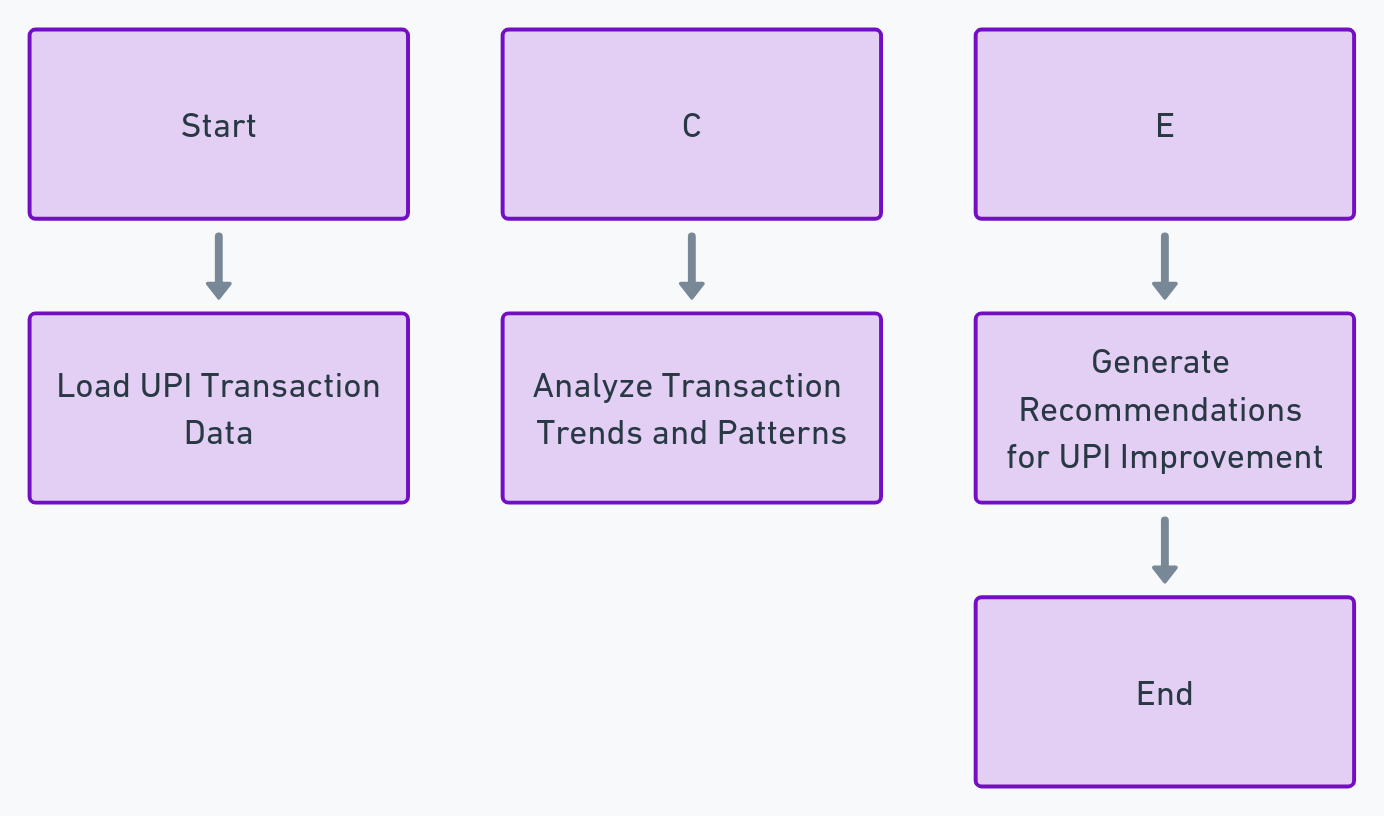 Start
Load UPI Transaction
Data
C
Analyze Transaction
Trends and Patterns
E
Generate
Recommendations
for UPI Improvement
End